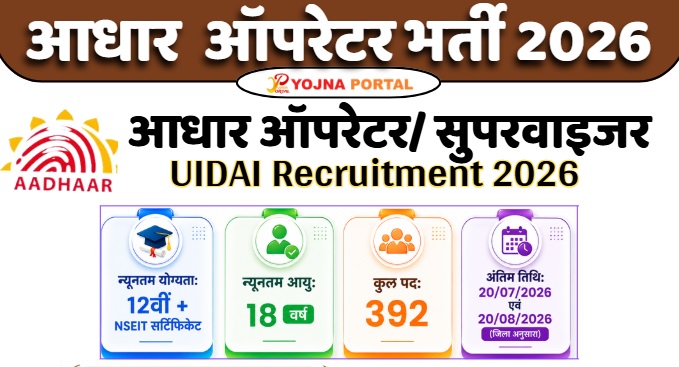 आधार ऑपरेटर भर्ती 2026
YOJNA PORTAL
आधार ऑपरेटर/ सुपरवाइजर
AADHAAR
UIDAI Recruitment 2026
न्यूनतम योग्यता:
12वीं +
NSEIT सर्टिफिकेट
न्यूनतम आयु:
18 वर्ष
कुल पद:
392
अंतिम तिथि:
20/07/2026
एवं
20/08/2026
(जिला अनुसार)